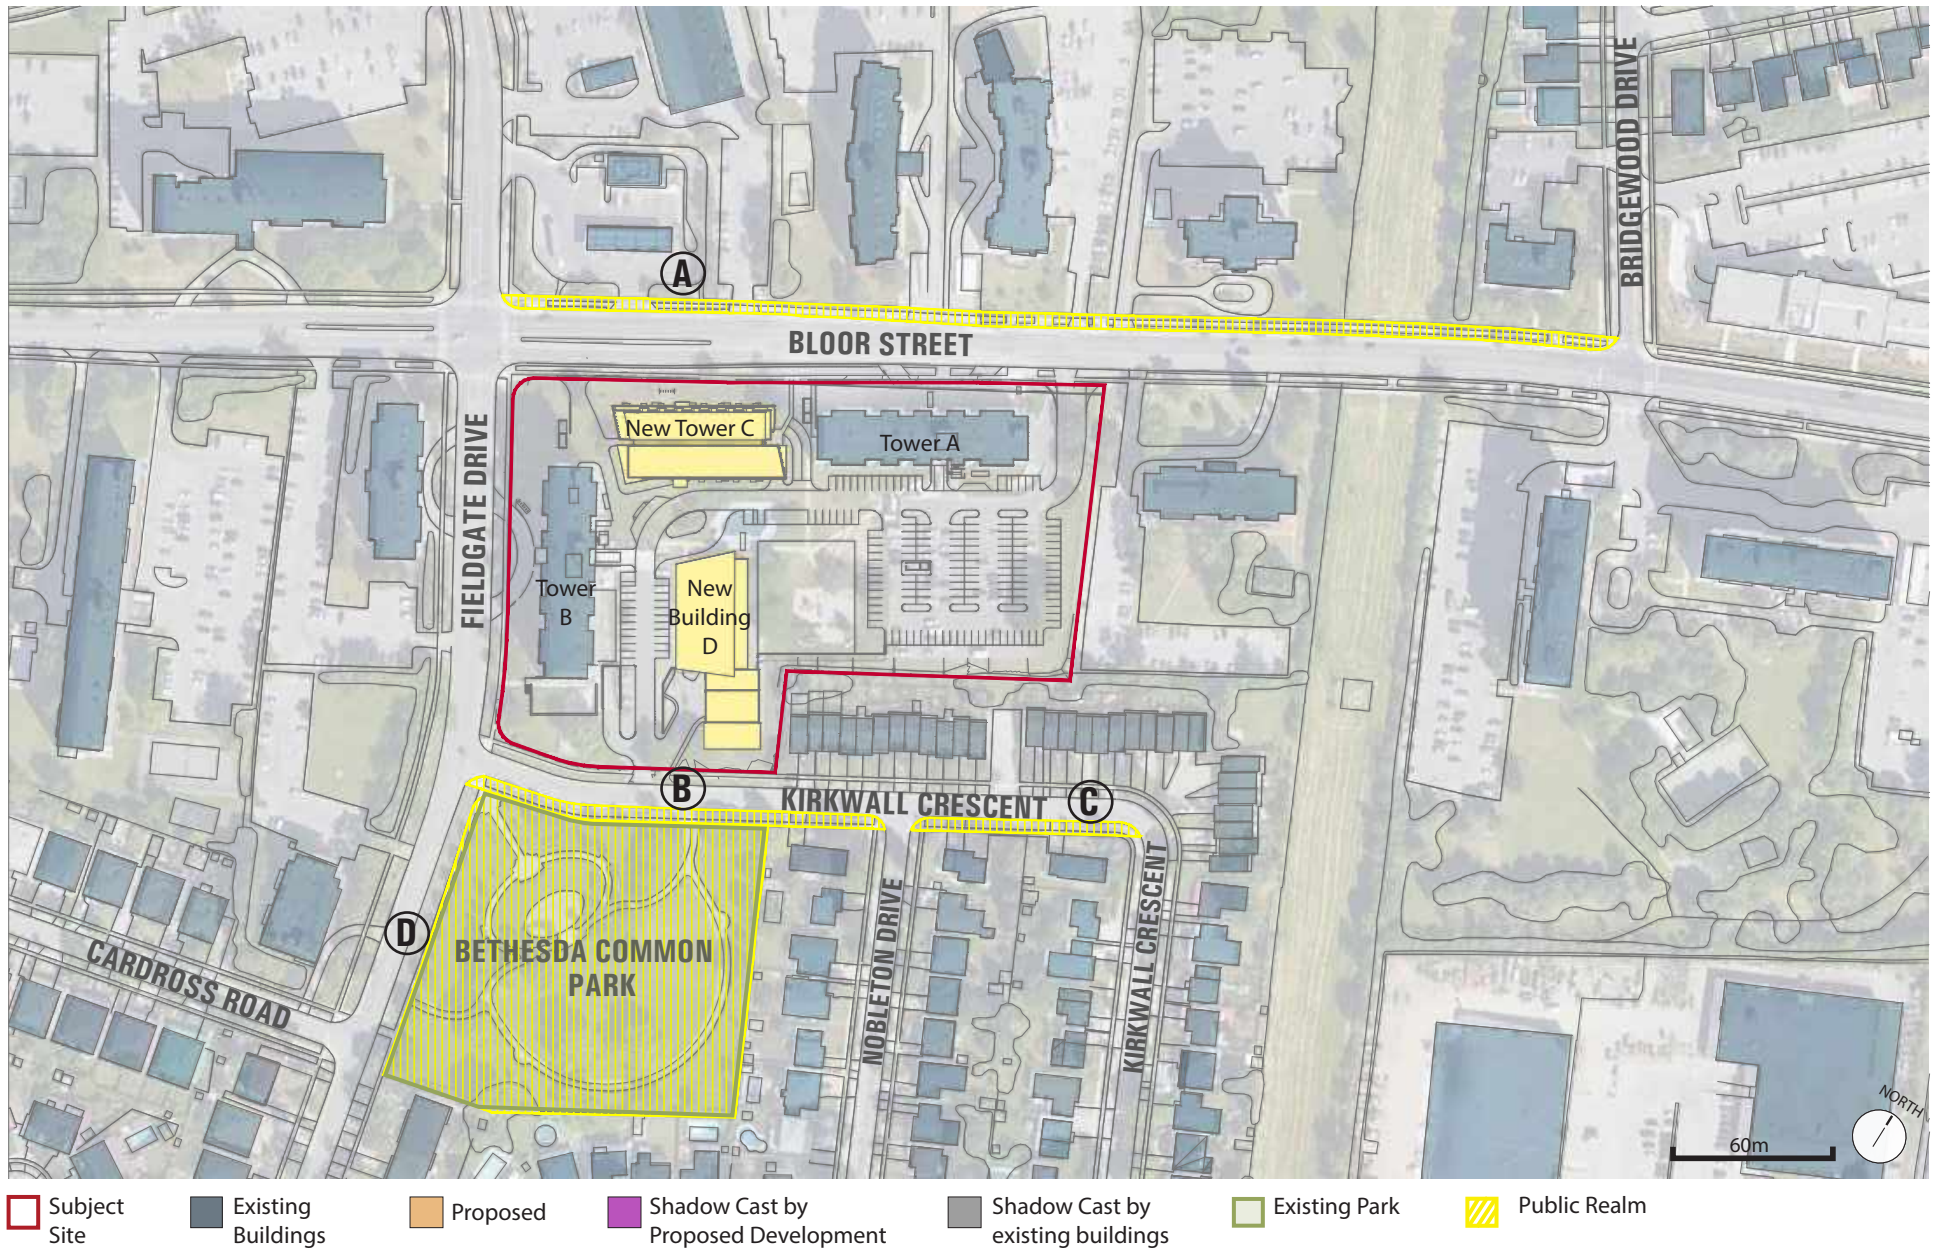 BRIDGEWOOD DRIVE
A
BLOOR STREET
FIELDGATE DRIVE
New Tower C
Tower A
Tower
B
New
Building
D
B
KIRKWALL CRESCENT
C
D
BETHESDA COMMON
PARK
CARDROSS ROAD
NOBLETON DRIVE
KIRKWALL CRESCENT
NORTH
60m
Subject
Site
Existing
Buildings
Proposed
Shadow Cast by
Proposed Development
Shadow Cast by
existing buildings
Existing Park
Public Realm